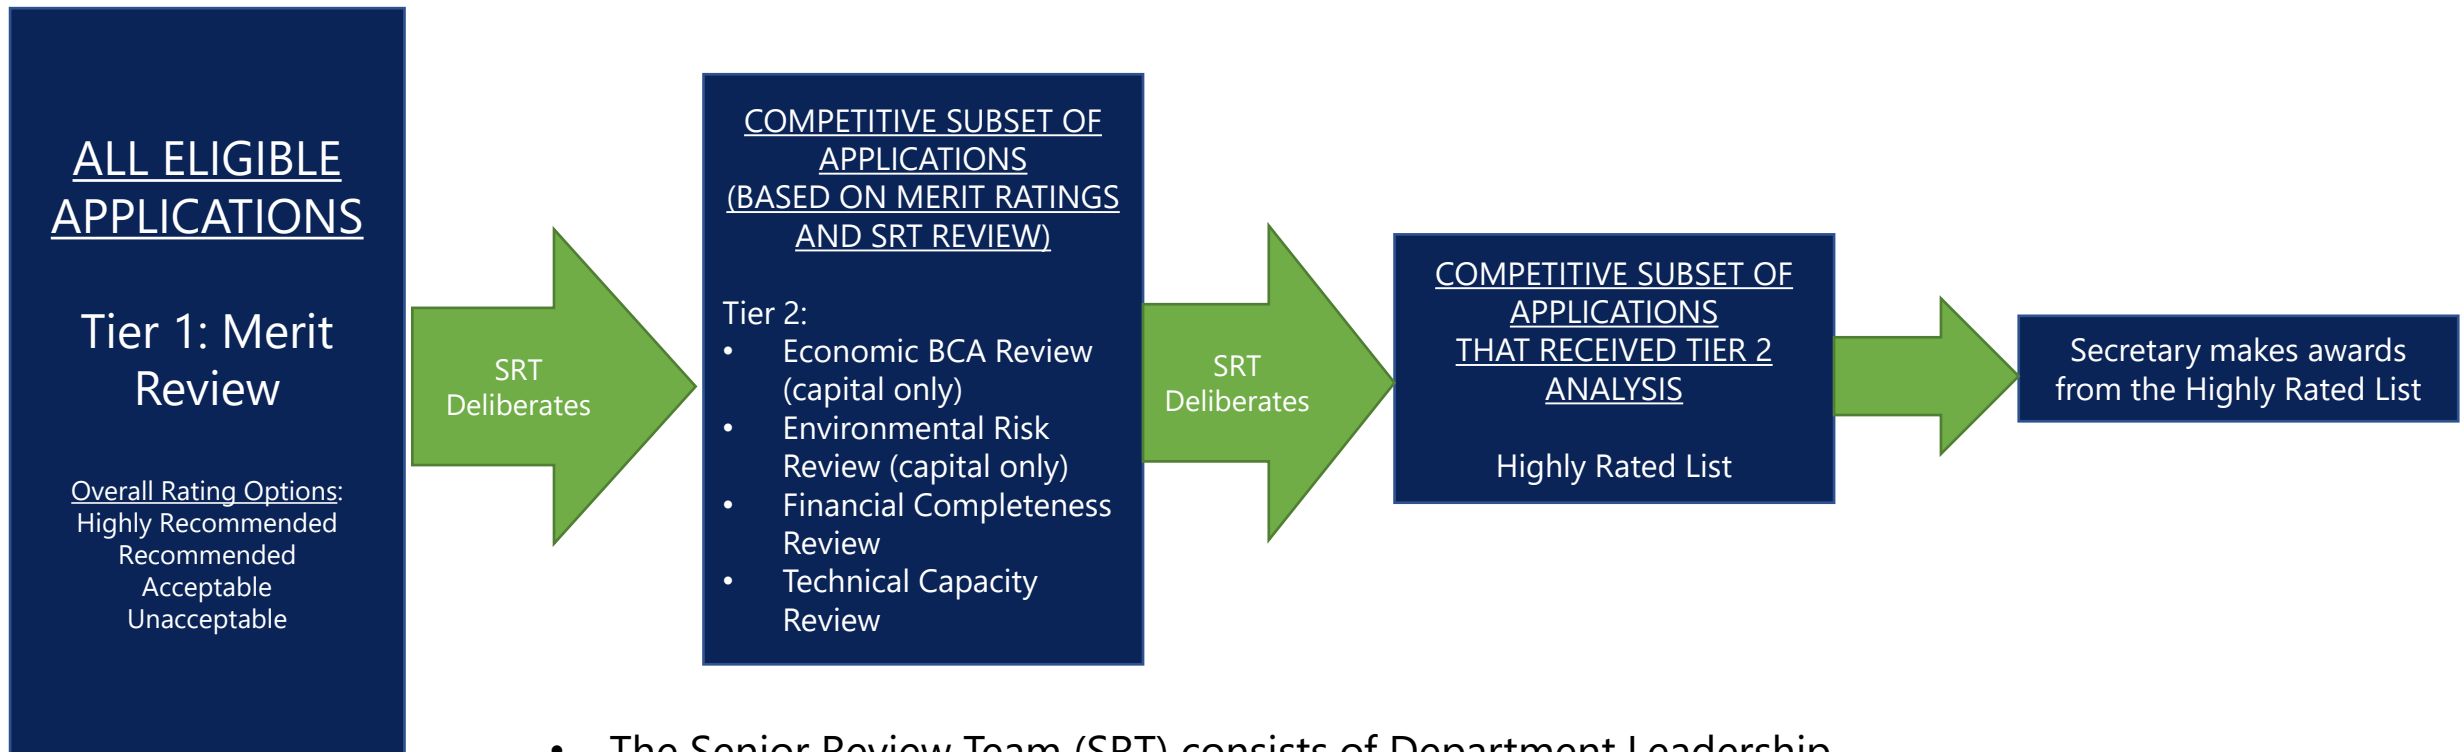 ALL ELIGIBLE
APPLICATIONS
Tier 1: Merit
Review
Overall Rating Options:
Highly Recommended
Recommended
Acceptable
Unacceptable
SRT
Deliberates
COMPETITIVE SUBSET OF
APPLICATIONS
(BASED ON MERIT RATINGS
AND SRT REVIEW)
Tier 2:
• Economic BCA Review
(capital only)
• Environmental Risk
Review (capital only)
• Financial Completeness
Review
• Technical Capacity
Review
SRT
Deliberates
COMPETITIVE SUBSET OF
APPLICATIONS
THAT RECEIVED TIER 2
ANALYSIS
Highly Rated List
Secretary makes awards
from the Highly Rated List
• The Senior Review Team (SRT) consists of Department Leadership